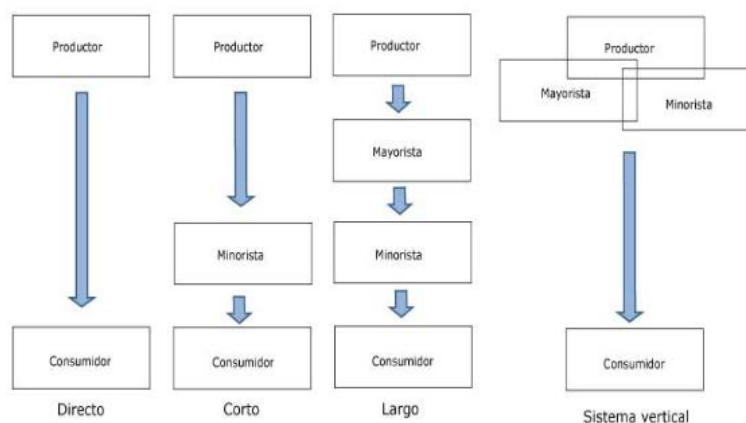 Productor
Consumidor
Directo
Productor
Minorista
Consumidor
Corto
Productor
Mayorista
Minorista
Consumidor
Largo
Productor
Mayorista
Minorista
Consumidor
Sistema vertical